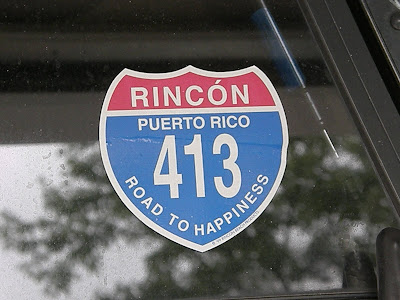 RINCÓN
PUERTO RICO
413
ROAD TO HAPPINESS